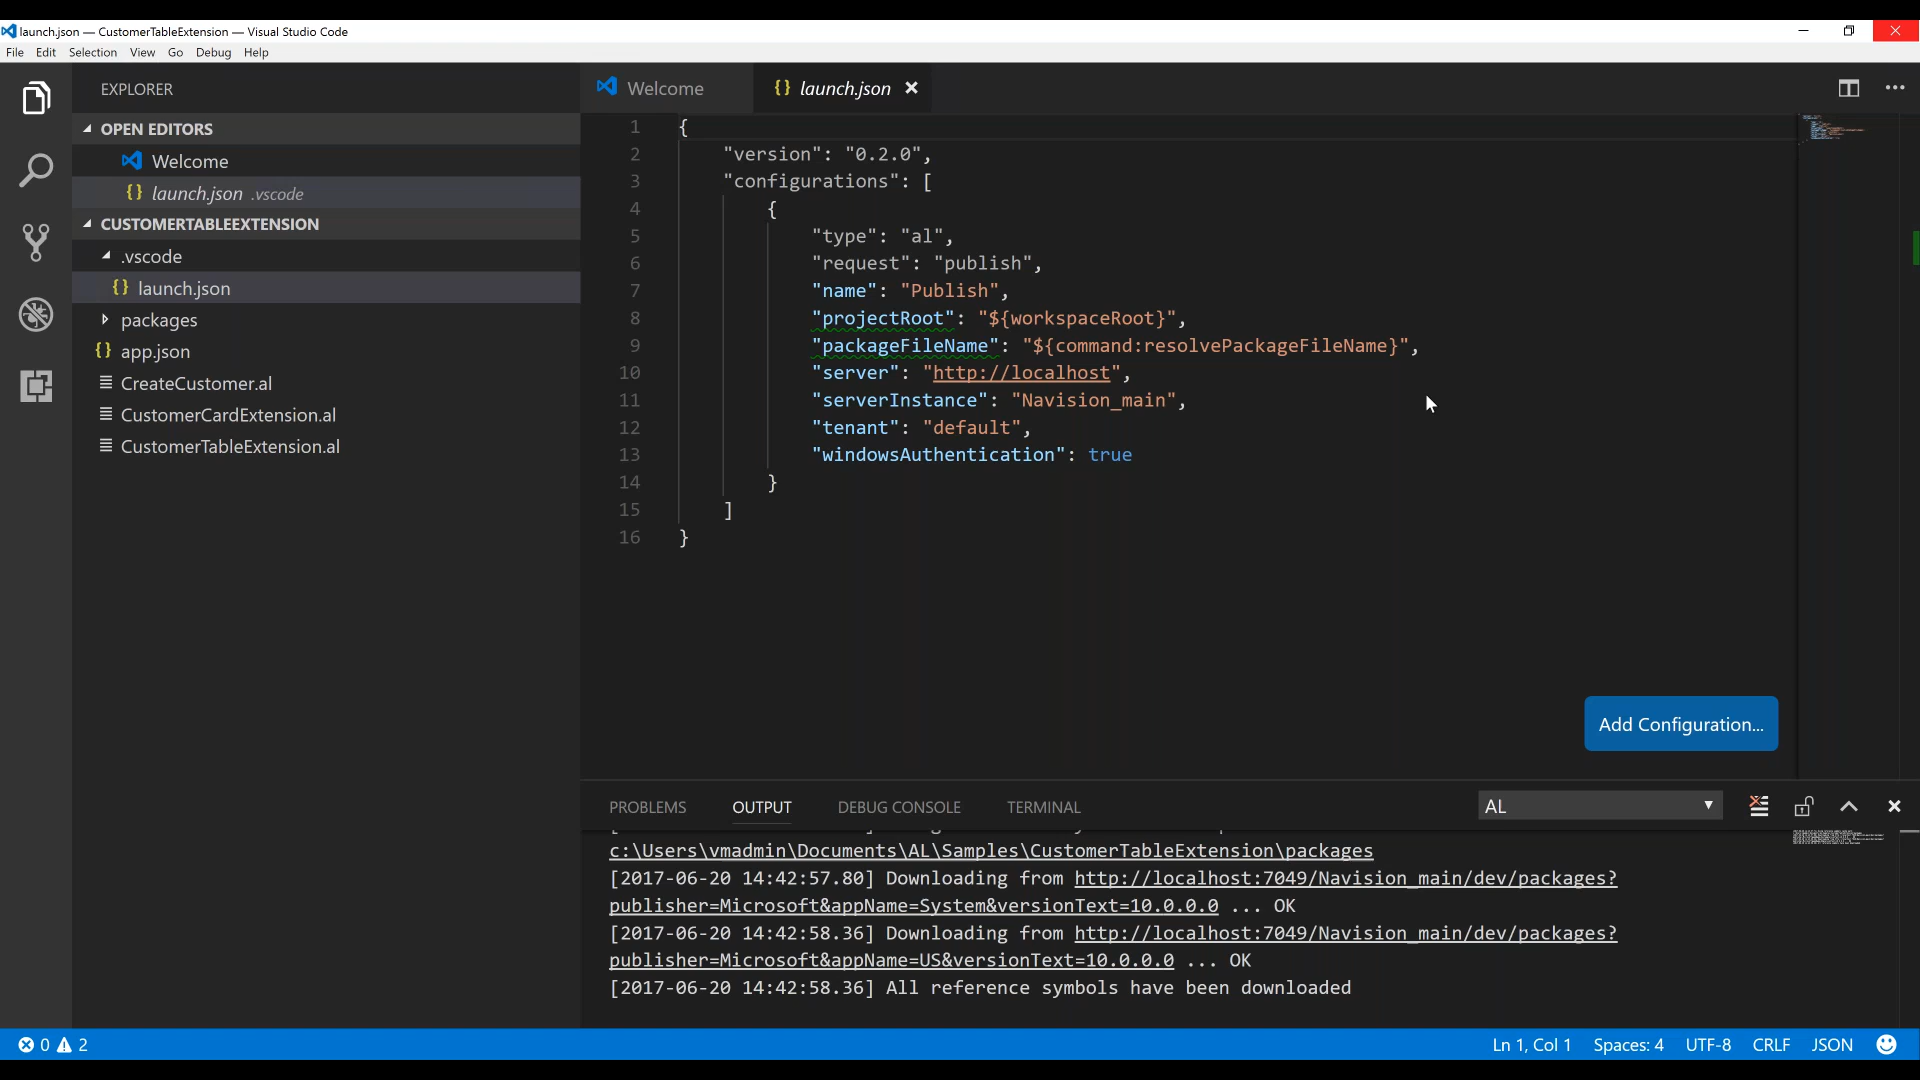 launch.json — CustomerTableExtension — Visual Studio Code
File Edit Selection View Go Debug Help
EXPLORER
OPEN EDITORS
Welcome
launch.json .vscode
CUSTOMERTABLEEXTENSION
.vscode
launch.json
packages
app.json
CreateCustomer.al
CustomerCardExtension.al
CustomerTableExtension.al
Welcome {} launch.json
1 {
2 "version": "0.2.0",
3 "configurations": [
4 {
5 "type": "al",
6 "request": "publish",
7 "name": "Publish",
8 "projectRoot": "${workspaceRoot}",
9 "packageFileName": "${command:resolvePackageFileName}",
10 "server": "http://localhost",
11 "serverInstance": "Navision_main",
12 "tenant": "default",
13 "windowsAuthentication": true
14 }
15 ]
16 }
Add Configuration...
PROBLEMS OUTPUT DEBUG CONSOLE TERMINAL AL
c:\Users\vmadmin\Documents\AL\Samples\CustomerTableExtension\packages
[2017-06-20 14:42:57.80] Downloading from http://localhost:7049/Navision_main/dev/packages?
publisher=Microsoft&appName=System&versionText=10.0.0.0 ... OK
[2017-06-20 14:42:58.36] Downloading from http://localhost:7049/Navision_main/dev/packages?
publisher=Microsoft&appName=US&versionText=10.0.0.0 ... OK
[2017-06-20 14:42:58.36] All reference symbols have been downloaded
0 2 Ln 1, Col 1 Spaces: 4 UTF-8 CRLF JSON